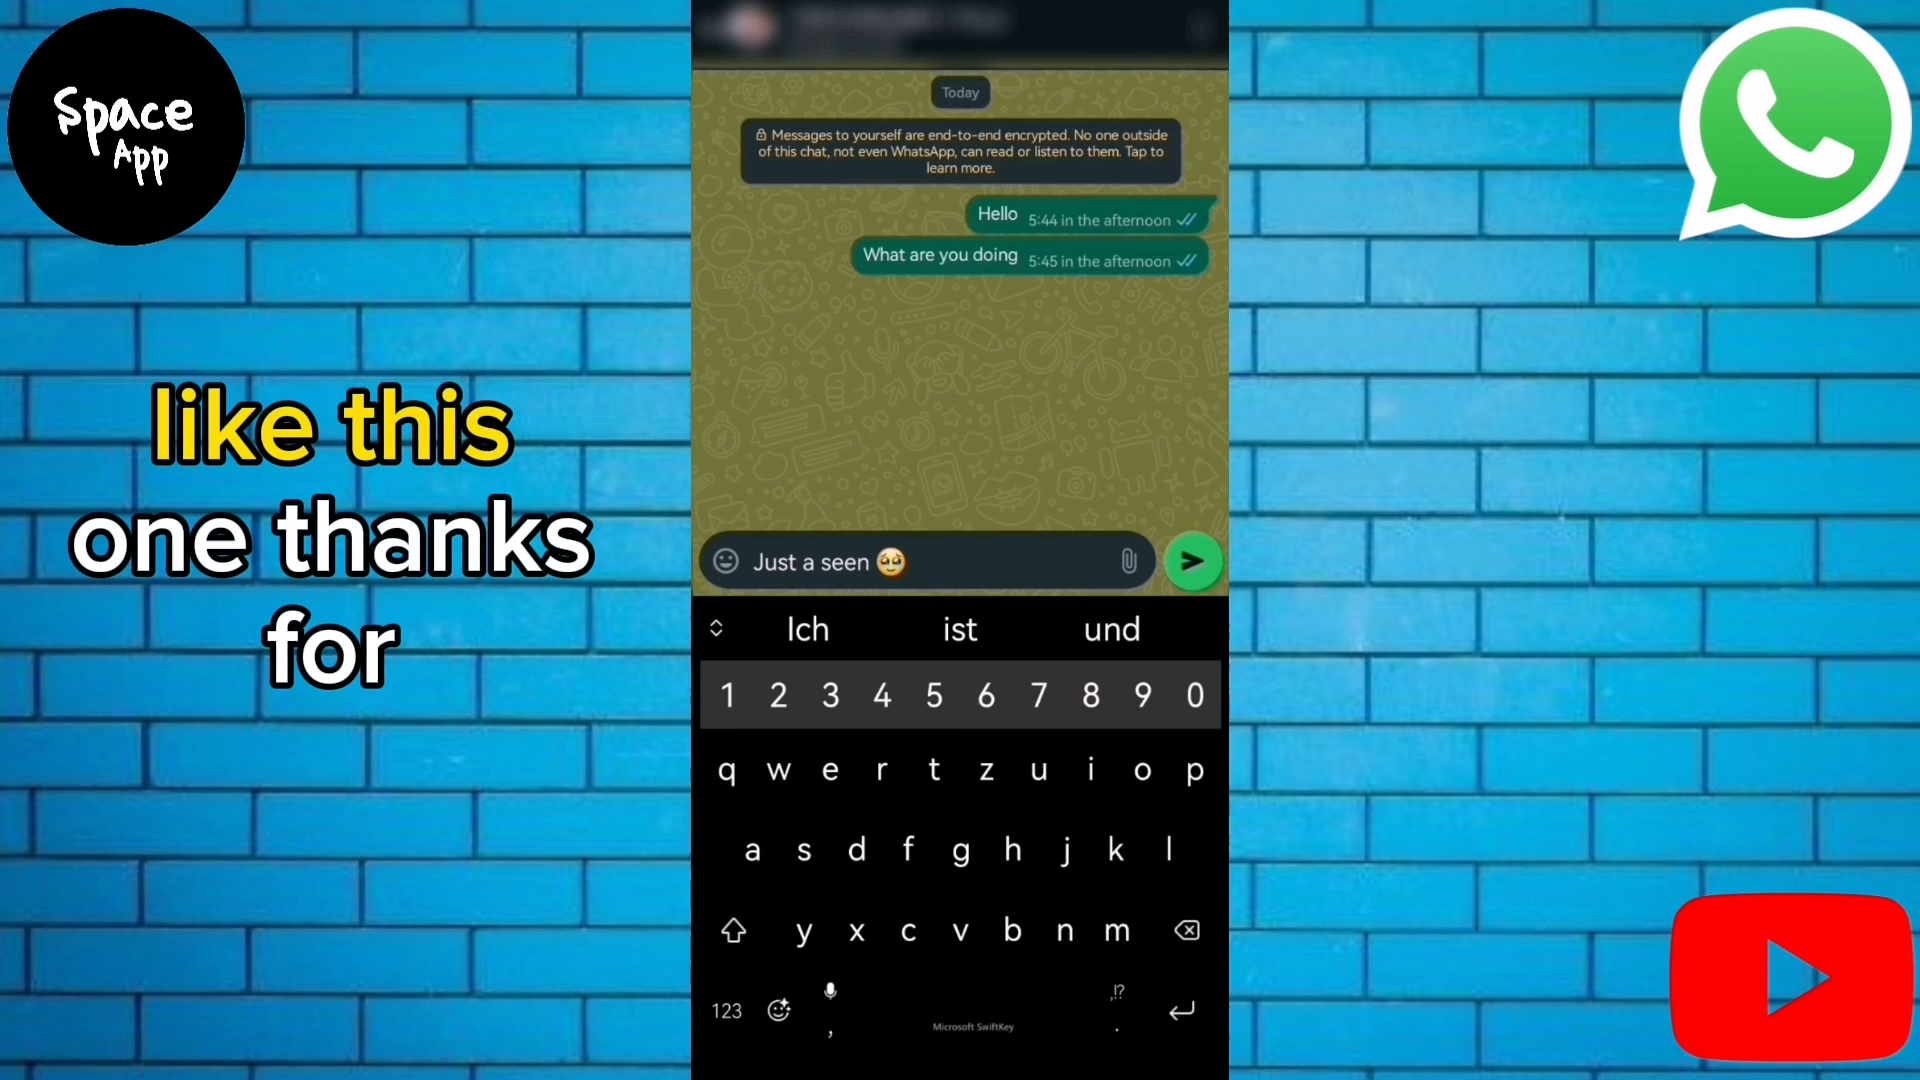 Space
App
like this
one thanks
for
Today
Messages to yourself are end-to-end encrypted. No one outside
of this chat, not even WhatsApp, can read or listen to them. Tap to
learn more.
Hello 5:44 in the afternoon
What are you doing 5:45 in the afternoon
Just a seen 🥹
Ich ist und
1 2 3 4 5 6 7 8 9 0
q w e r t z u i o p
a s d f g h j k l
y x c v b n m
,!?
123
Microsoft SwiftKey
, .